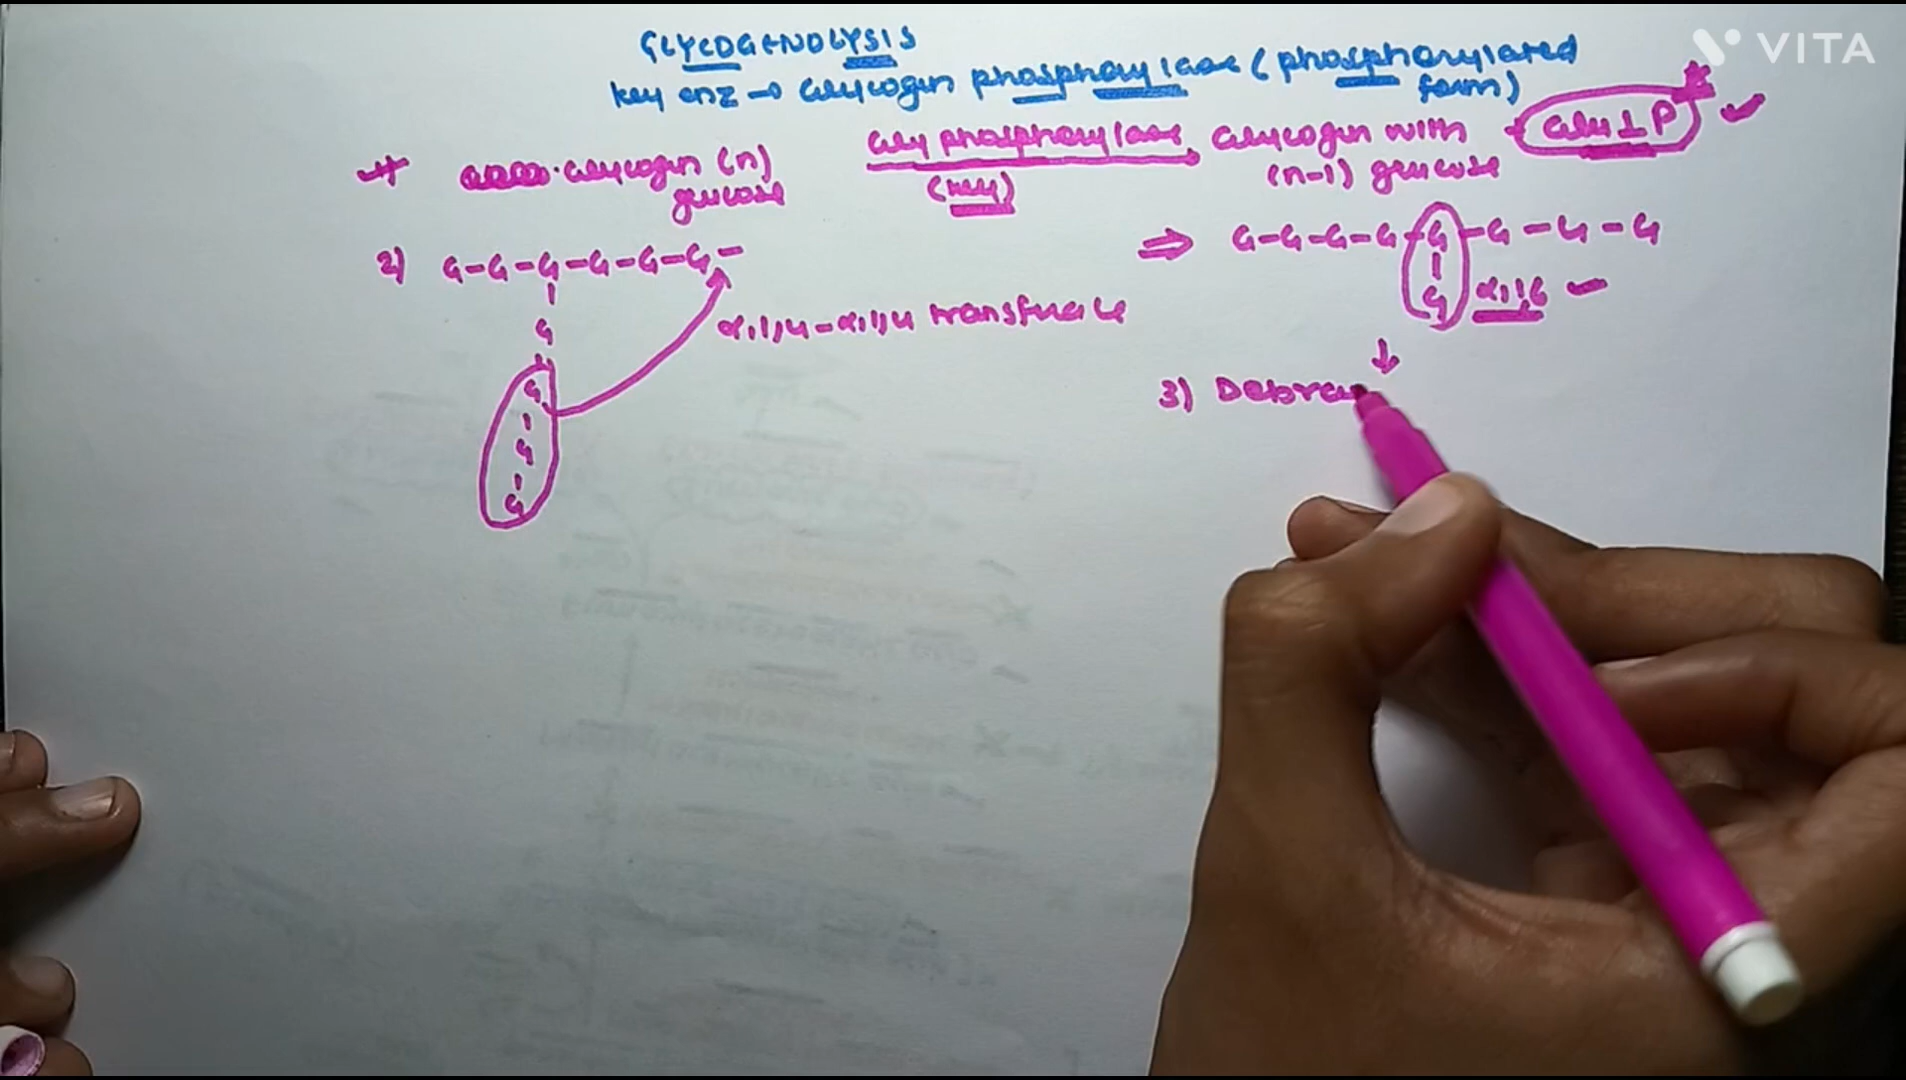 GLYCOGENOLYSIS
VITA
key enz → Glycogen phosphorylase (phosphorylated form)
Glycogen (n) glucose
Gly phosphorylase (key)
Glycogen with (n-1) glucose + Glu 1 P
2) G-G-G-G-G-G-
G
G
G
G
α1,4-α1,4 transferase
⇒ G-G-G-G-G-G-G-G
G α1,6
↓
3) Debra